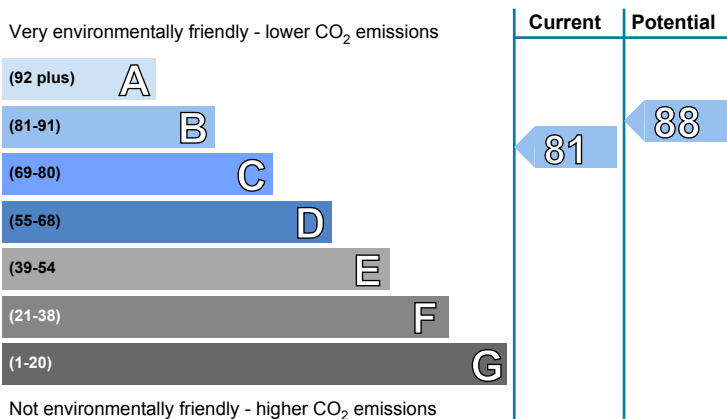 Current Potential
Very environmentally friendly - lower CO2 emissions
(92 plus) A
(81-91) B
(69-80) C
(55-68) D
(39-54 E
(21-38) F
(1-20) G
81
88
Not environmentally friendly - higher CO2 emissions